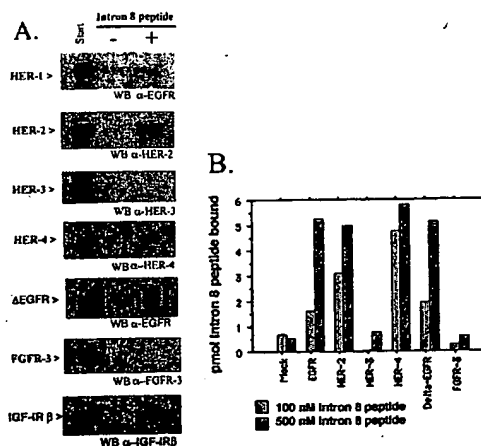 A.
Start
Intron 8 peptide
- +
HER-1 >
WB α-EGFR
HER-2 >
WB α-HER-2
HER-3 >
WB α-HER-3
HER-4 >
WB α-HER-4
ΔEGFR >
WB α-EGFR
FGFR-3 >
WB α-FGFR-3
IGF-IR β >
WB α-IGF-IRβ
B.
pmol Intron 8 peptide bound
6
5
4
3
2
1
0
Mock
EGFR
HER-2
HER-3
HER-4
Delta-EGFR
FGFR-3
100 nM Intron 8 peptide
500 nM Intron 8 peptide